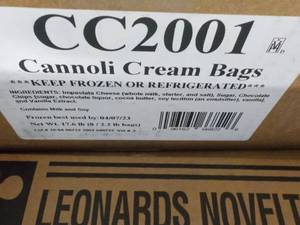 CC2001
Cannoli Cream Bags
***KEEP FROZEN OR REFRIGERATED***
INGREDIENTS: Impastata Cheese (whole milk, starter, and salt), Sugar, Chocolate
Chips (sugar, chocolate liquor, cocoa butter, soy lecithin (an emulsifier), vanilla),
and Vanilla Extract.
Contains Milk and Soy
Frozen best used by: 04/07/23
Net Wt. 17.6 lb (8 / 2.2 lb bags)
LEONARDS NOVELT